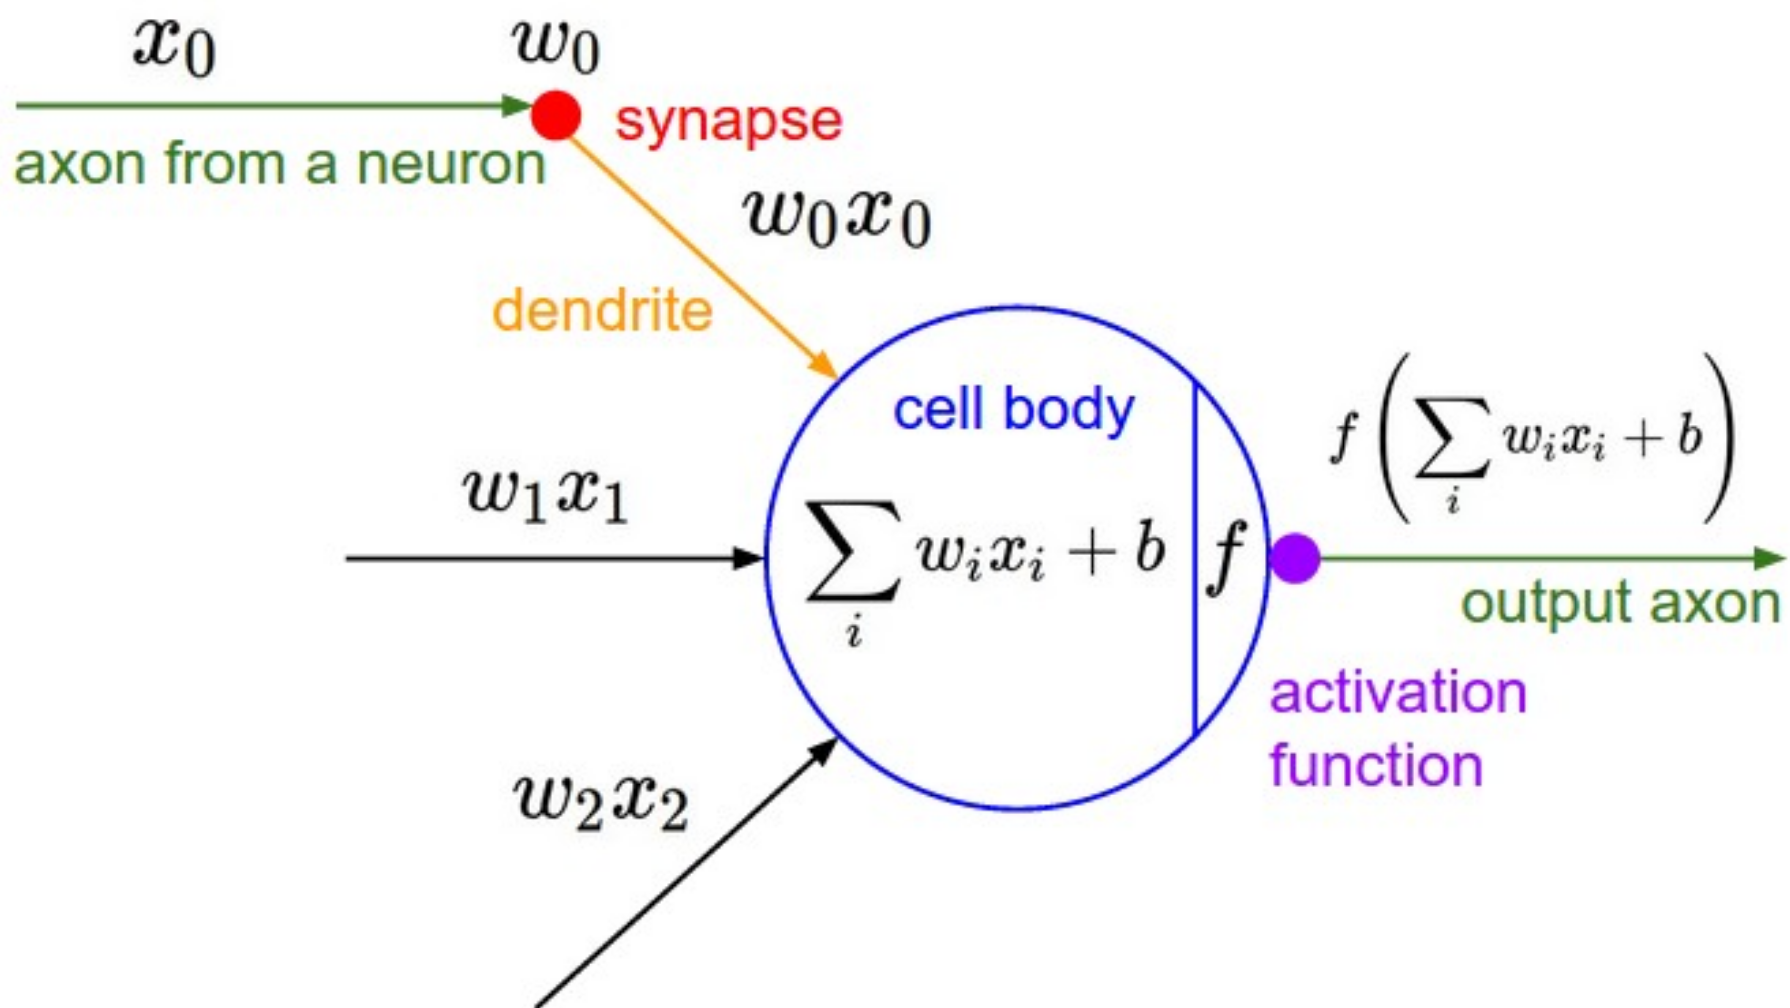 x₀
w₀
synapse
axon from a neuron
w₀x₀
dendrite
cell body
f(∑ᵢ wᵢxᵢ + b)
w₁x₁
∑ᵢ wᵢxᵢ + b
f
output axon
activation
function
w₂x₂